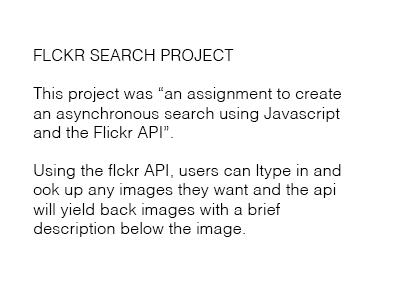 FLCKR SEARCH PROJECT
This project was “an assignment to create
an asynchronous search using Javascript
and the Flickr API”.
Using the flckr API, users can ltype in and
ook up any images they want and the api
will yield back images with a brief
description below the image.